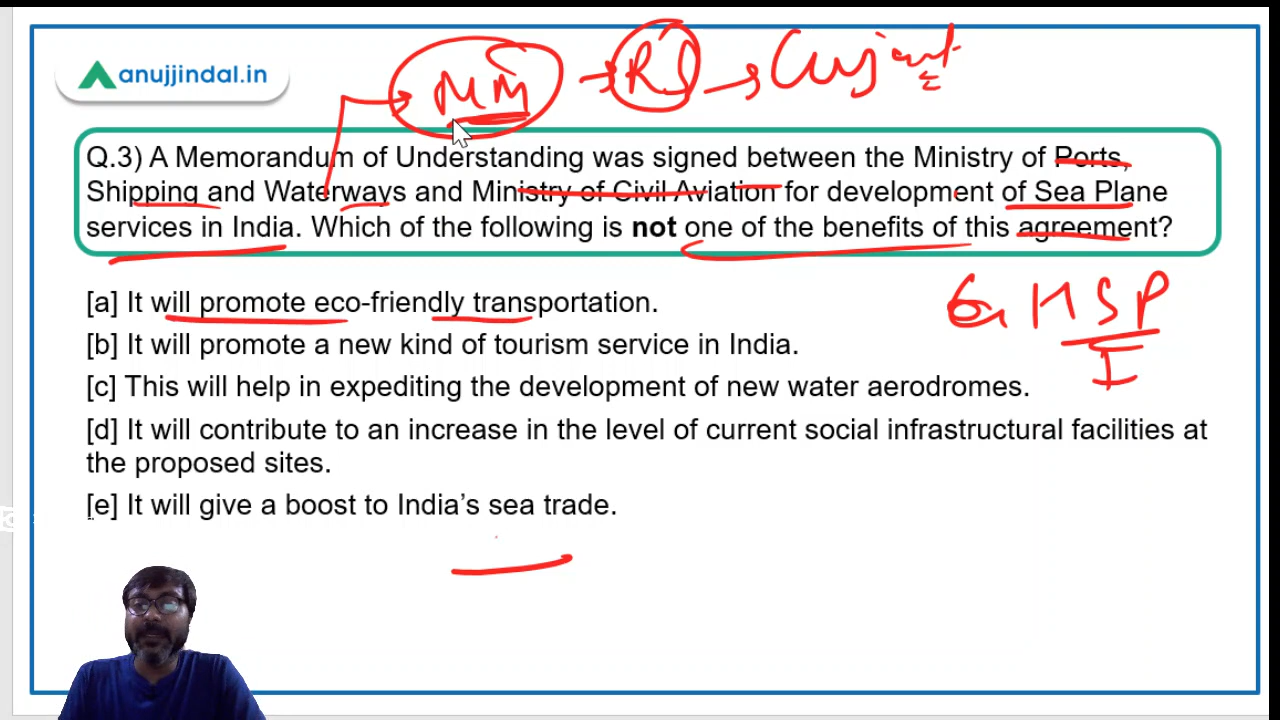 MM → RS → Gujarat
anujjindal.in
Q.3) A Memorandum of Understanding was signed between the Ministry of Ports,
Shipping and Waterways and Ministry of Civil Aviation for development of Sea Plane
services in India. Which of the following is not one of the benefits of this agreement?
[a] It will promote eco-friendly transportation.
HSP
I
[b] It will promote a new kind of tourism service in India.
[c] This will help in expediting the development of new water aerodromes.
[d] It will contribute to an increase in the level of current social infrastructural facilities at
the proposed sites.
[e] It will give a boost to India's sea trade.